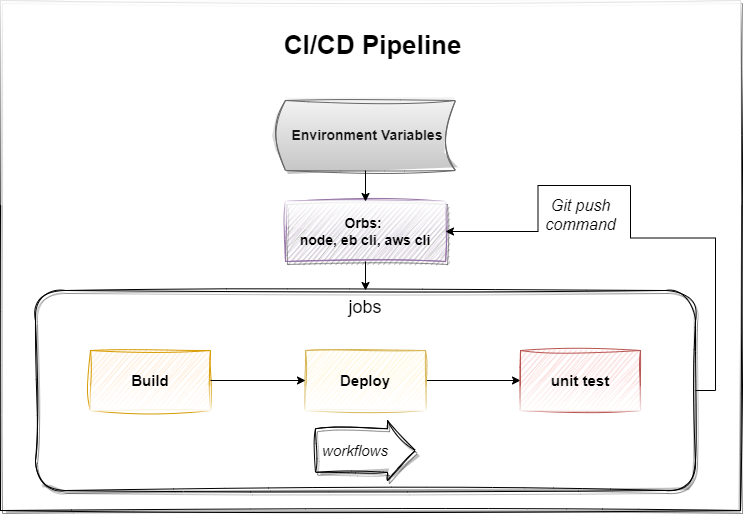 CI/CD Pipeline
Environment Variables
Orbs:
node, eb cli, aws cli
Git push
command
jobs
Build
Deploy
unit test
workflows